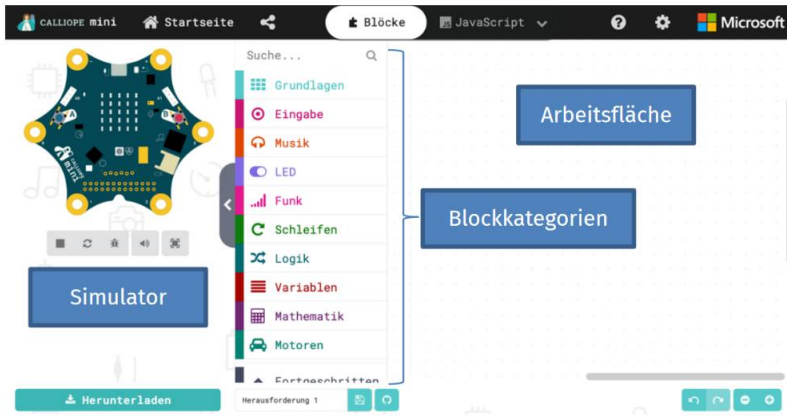 CALLIOPE mini
Startseite
Blöcke
JavaScript
Microsoft
Suche...
Grundlagen
Eingabe
Musik
LED
Funk
Schleifen
Logik
Variablen
Mathematik
Motoren
Fortgeschritten
A
B
Simulator
Blockkategorien
Arbeitsfläche
Herunterladen
Herausforderung 1